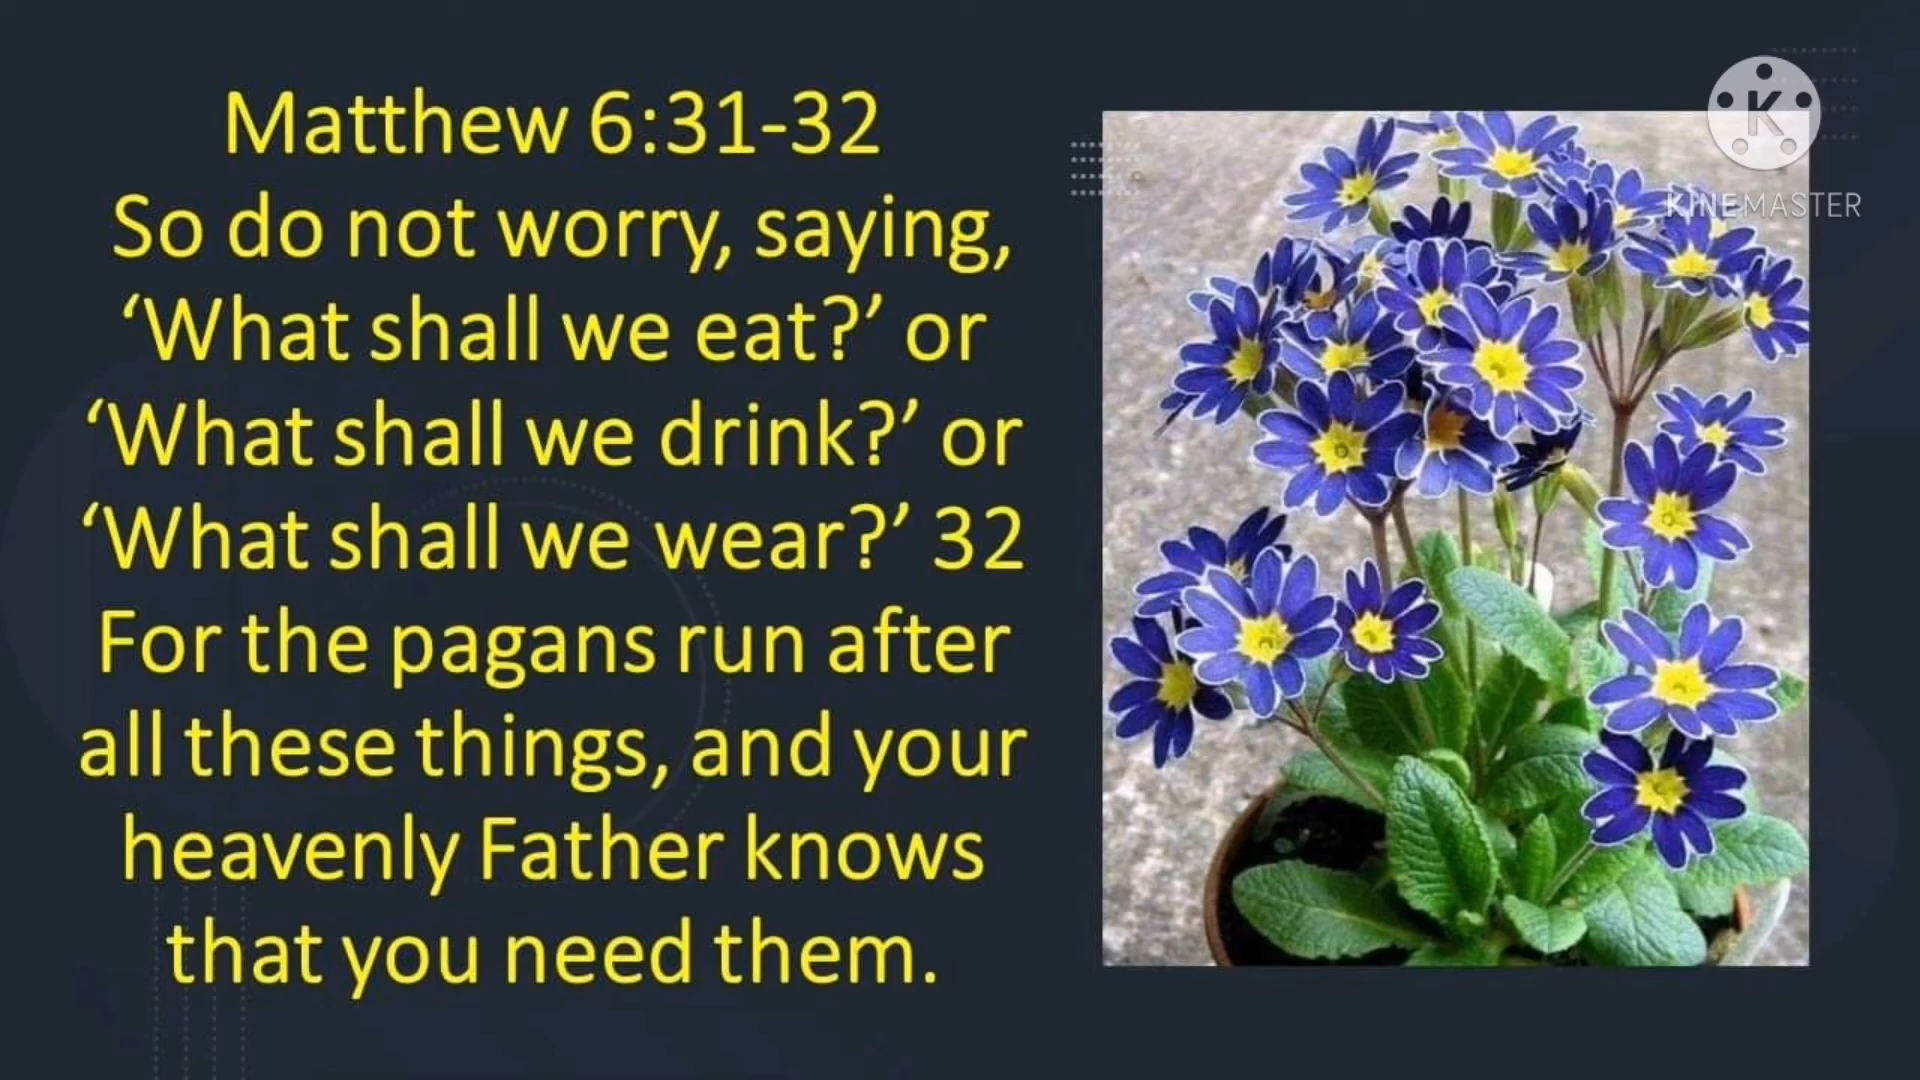 Matthew 6:31-32
So do not worry, saying,
‘What shall we eat?’ or
‘What shall we drink?’ or
‘What shall we wear?’ 32
For the pagans run after
all these things, and your
heavenly Father knows
that you need them.
K
KINEMASTER